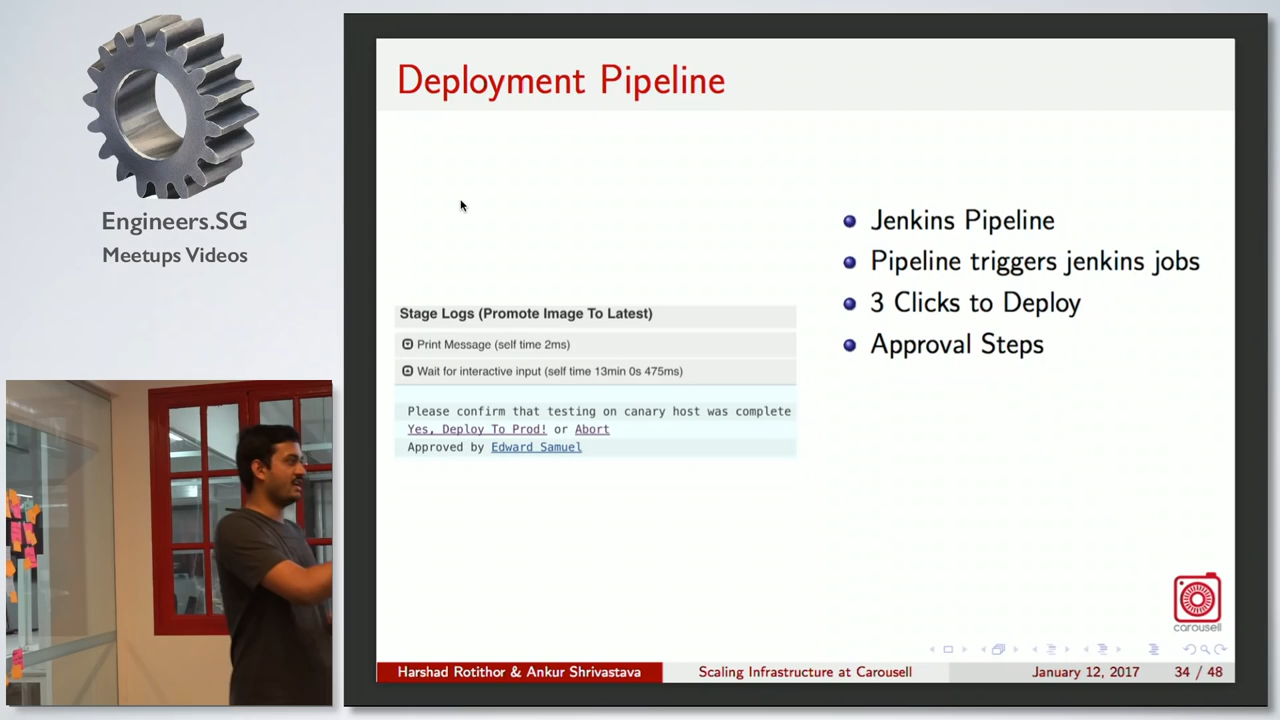 Engineers.SG
Meetups Videos
Deployment Pipeline
Stage Logs (Promote Image To Latest)
Print Message (self time 2ms)
Wait for interactive input (self time 13min 0s 475ms)
Please confirm that testing on canary host was complete
Yes, Deploy To Prod! or Abort
Approved by Edward Samuel
Jenkins Pipeline
Pipeline triggers jenkins jobs
3 Clicks to Deploy
Approval Steps
carousell
Harshad Rotithor & Ankur Shrivastava
Scaling Infrastructure at Carousell
January 12, 2017
34 / 48